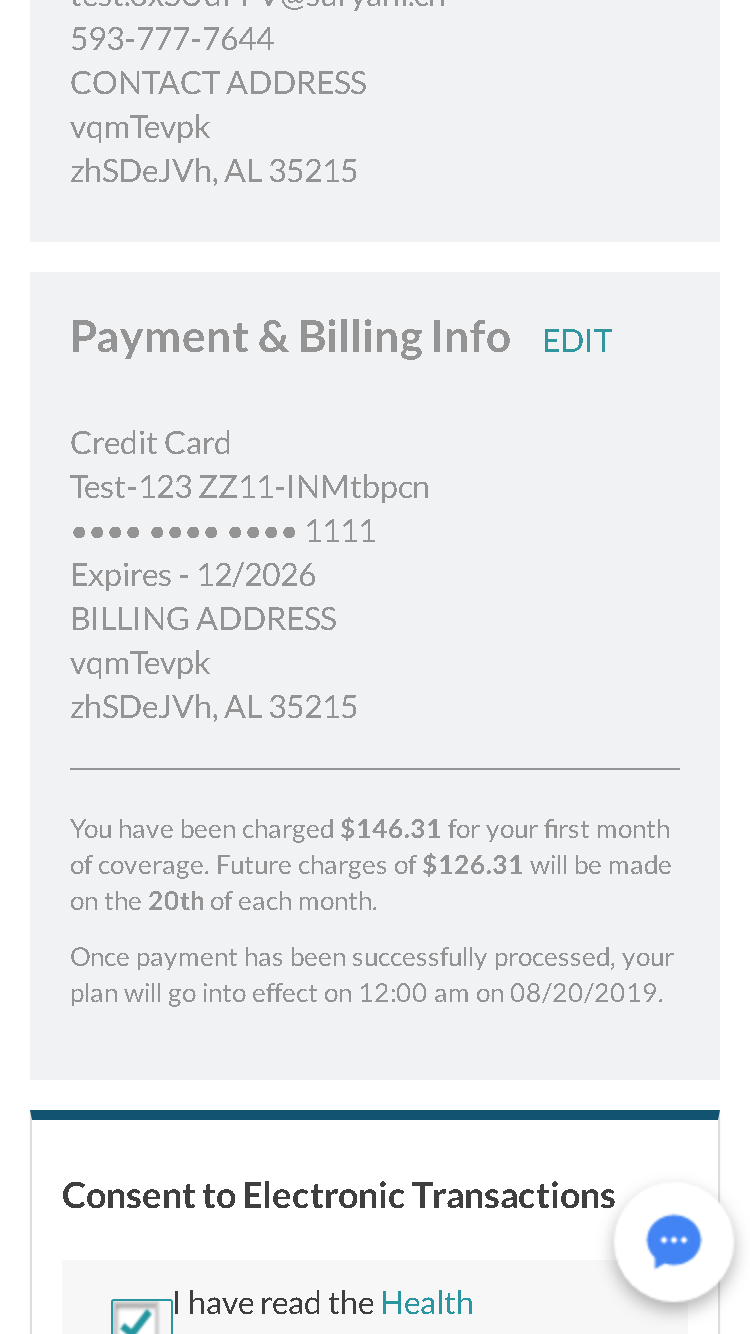 593-777-7644
CONTACT ADDRESS
vqmTevpk
zhSDeJVh, AL 35215
Payment & Billing Info EDIT
Credit Card
Test-123 ZZ11-INMtbpcn
●●●● ●●●● ●●●● 1111
Expires - 12/2026
BILLING ADDRESS
vqmTevpk
zhSDeJVh, AL 35215
You have been charged $146.31 for your first month
of coverage. Future charges of $126.31 will be made
on the 20th of each month.
Once payment has been successfully processed, your
plan will go into effect on 12:00 am on 08/20/2019.
Consent to Electronic Transactions
I have read the Health